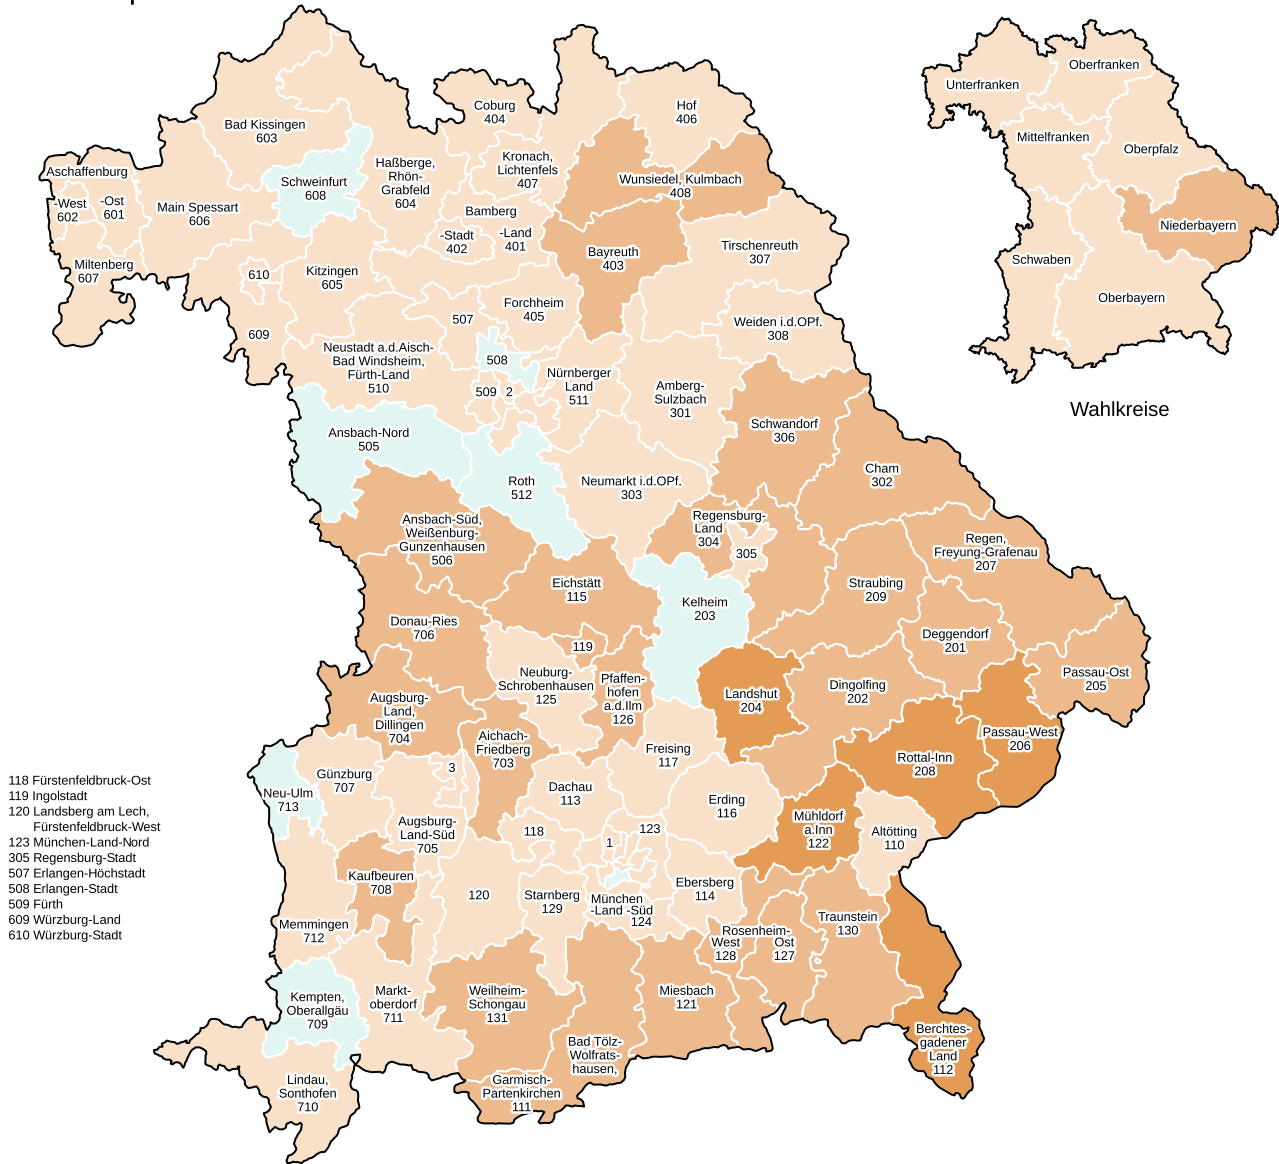 Coburg
404
Hof
406
Bad Kissingen
603
Kronach,
Lichtenfels
407
Haßberge,
Rhön-
Grabfeld
604
Schweinfurt
608
Wunsiedel, Kulmbach
408
Aschaffenburg
-West
602
-Ost
601
Main Spessart
606
Bamberg
-Stadt
402
-Land
401
Bayreuth
403
Tirschenreuth
307
Miltenberg
607
610
Kitzingen
605
Forchheim
405
507
609
Weiden i.d.OPf.
308
Neustadt a.d.Aisch-
Bad Windsheim,
Fürth-Land
510
508
509
2
Nürnberger
Land
511
Amberg-
Sulzbach
301
Schwandorf
306
Ansbach-Nord
505
Cham
302
Roth
512
Neumarkt i.d.OPf.
303
Ansbach-Süd,
Weißenburg-
Gunzenhausen
506
Regensburg-
Land
304
305
Regen,
Freyung-Grafenau
207
Eichstätt
115
Straubing
209
Kelheim
203
Donau-Ries
706
119
Deggendorf
201
Neuburg-
Schrobenhausen
125
Pfaffen-
hofen
a.d.Ilm
126
Landshut
204
Dingolfing
202
Passau-Ost
205
Augsburg-
Land,
Dillingen
704
Passau-West
206
Aichach-
Friedberg
703
Freising
117
Rottal-Inn
208
3
Günzburg
707
Neu-Ulm
713
Dachau
113
Erding
116
Mühldorf
a.Inn
122
Altötting
110
Augsburg-
Land-Süd
705
118
123
1
Kaufbeuren
708
120
Starnberg
129
München
-Land -Süd
124
Ebersberg
114
Memmingen
712
Rosenheim-
West
128
Ost
127
Traunstein
130
Kempten,
Oberallgäu
709
Markt-
oberdorf
711
Weilheim-
Schongau
131
Miesbach
121
Bad Tölz-
Wolfrats-
hausen,
Garmisch-
Partenkirchen
111
Berchtes-
gadener
Land
112
Lindau,
Sonthofen
710
118 Fürstenfeldbruck-Ost
119 Ingolstadt
120 Landsberg am Lech,
Fürstenfeldbruck-West
123 München-Land-Nord
305 Regensburg-Stadt
507 Erlangen-Höchstadt
508 Erlangen-Stadt
509 Fürth
609 Würzburg-Land
610 Würzburg-Stadt
Unterfranken
Oberfranken
Mittelfranken
Oberpfalz
Niederbayern
Schwaben
Oberbayern
Wahlkreise